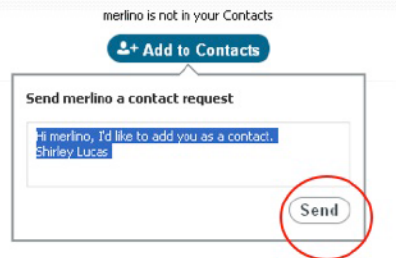 merlino is not in your Contacts
Add to Contacts
Send merlino a contact request
Hi merlino, I'd like to add you as a contact.
Shirley Lucas
Send